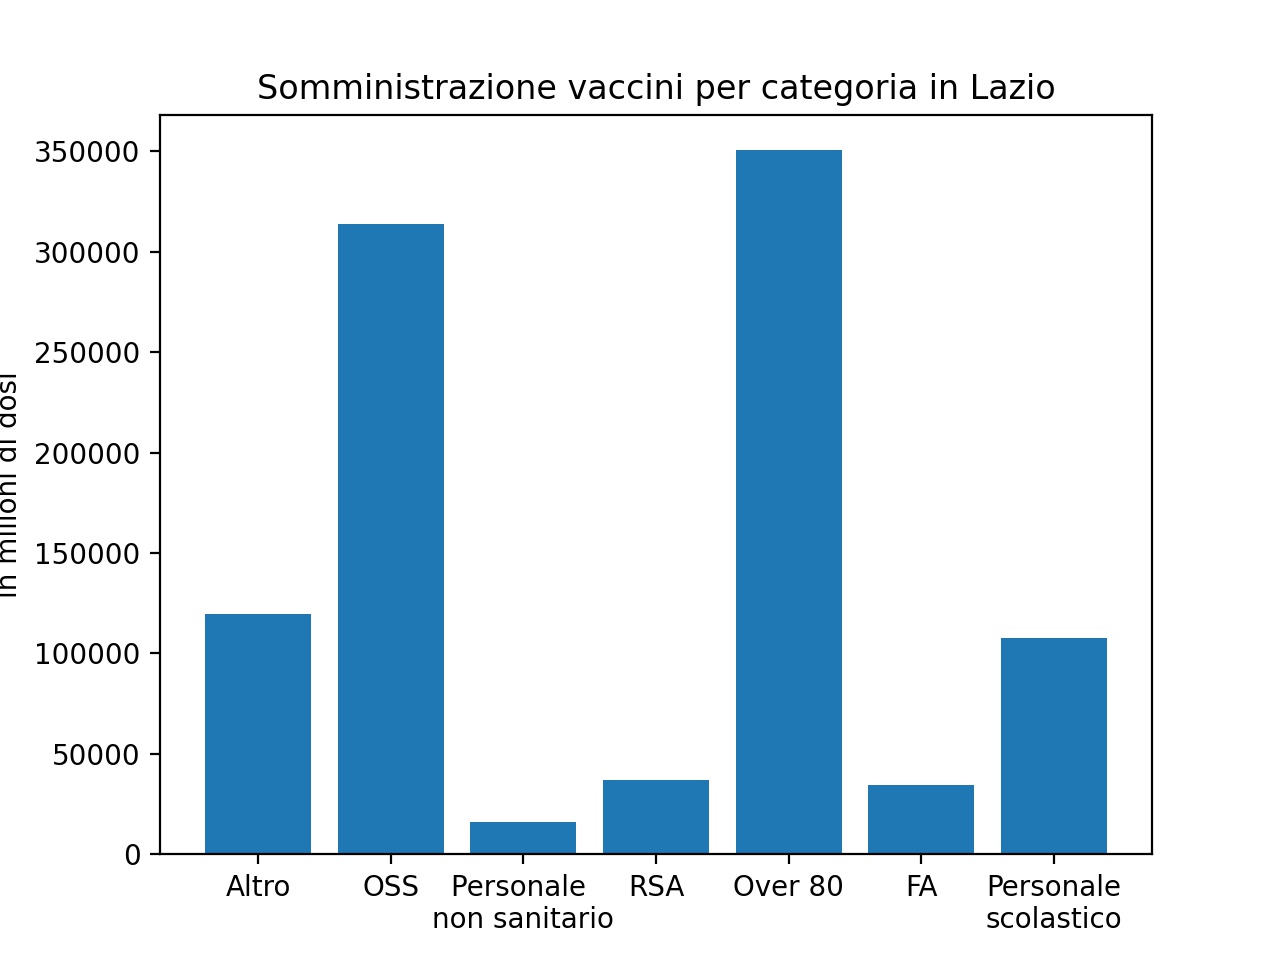 Somministrazione vaccini per categoria in Lazio
350000
300000
250000
200000
150000
100000
50000
0
In milioni di dosi
Altro
OSS
Personale
non sanitario
RSA
Over 80
FA
Personale
scolastico